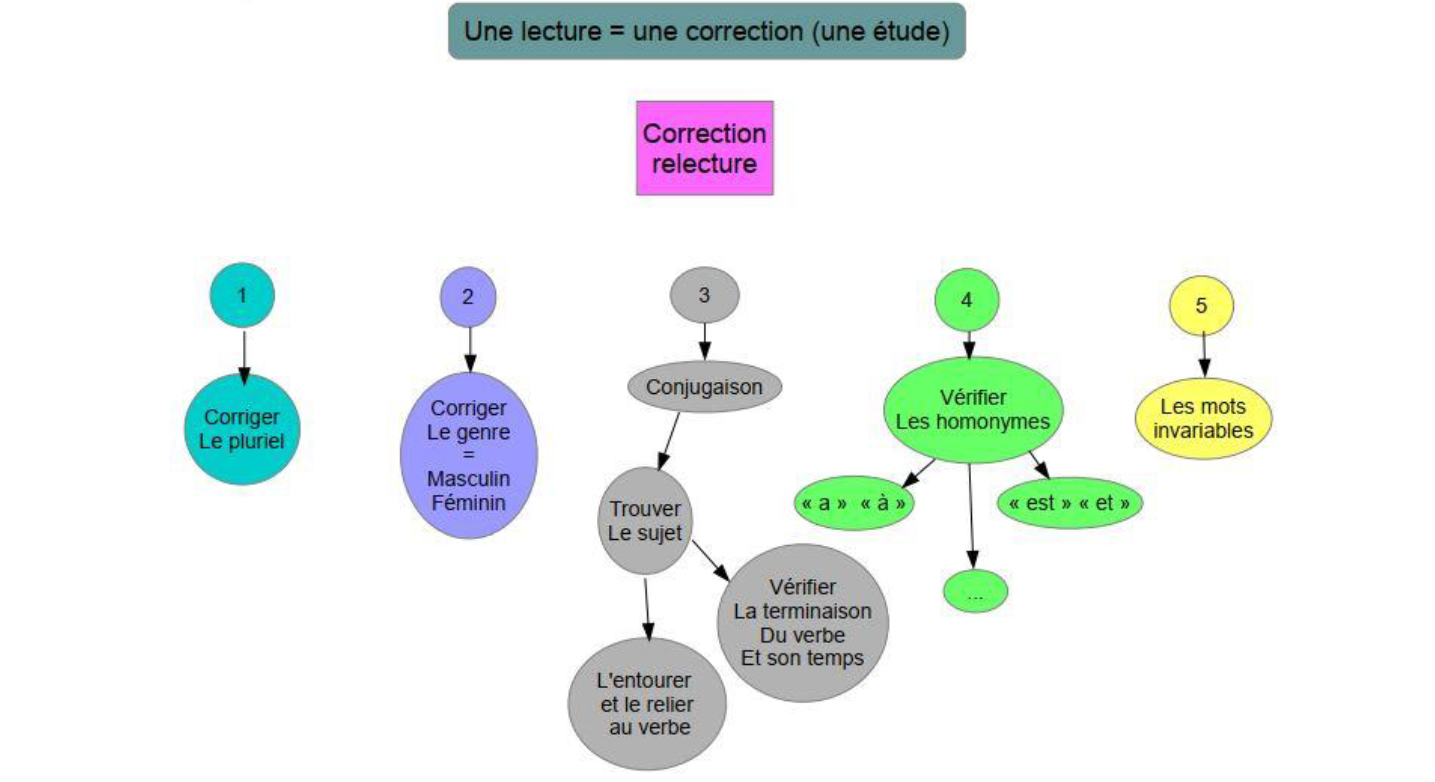 Une lecture = une correction (une étude)
Correction
relecture
1
Corriger
Le pluriel
2
Corriger
Le genre
=
Masculin
Féminin
3
Conjugaison
Trouver
Le sujet
L'entourer
et le relier
au verbe
Vérifier
La terminaison
Du verbe
Et son temps
4
Vérifier
Les homonymes
« a »  « à »
...
« est » « et »
5
Les mots
invariables